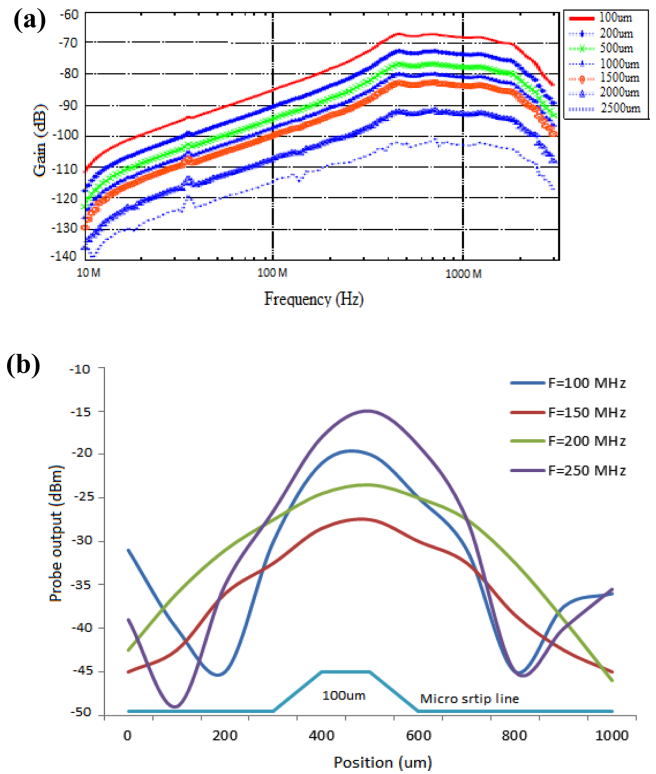 (a)
-60
-70
-80
-90
-100
-110
-120
-130
-140
Gain (dB)
10 M
100 M
1000 M
Frequency (Hz)
100um
200um
500um
1000um
1500um
2000um
2500um
(b)
-10
-15
-20
-25
-30
-35
-40
-45
-50
Probe output (dBm)
F=100 MHz
F=150 MHz
F=200 MHz
F=250 MHz
100um
Micro srtip line
0
200
400
600
800
1000
Position (um)